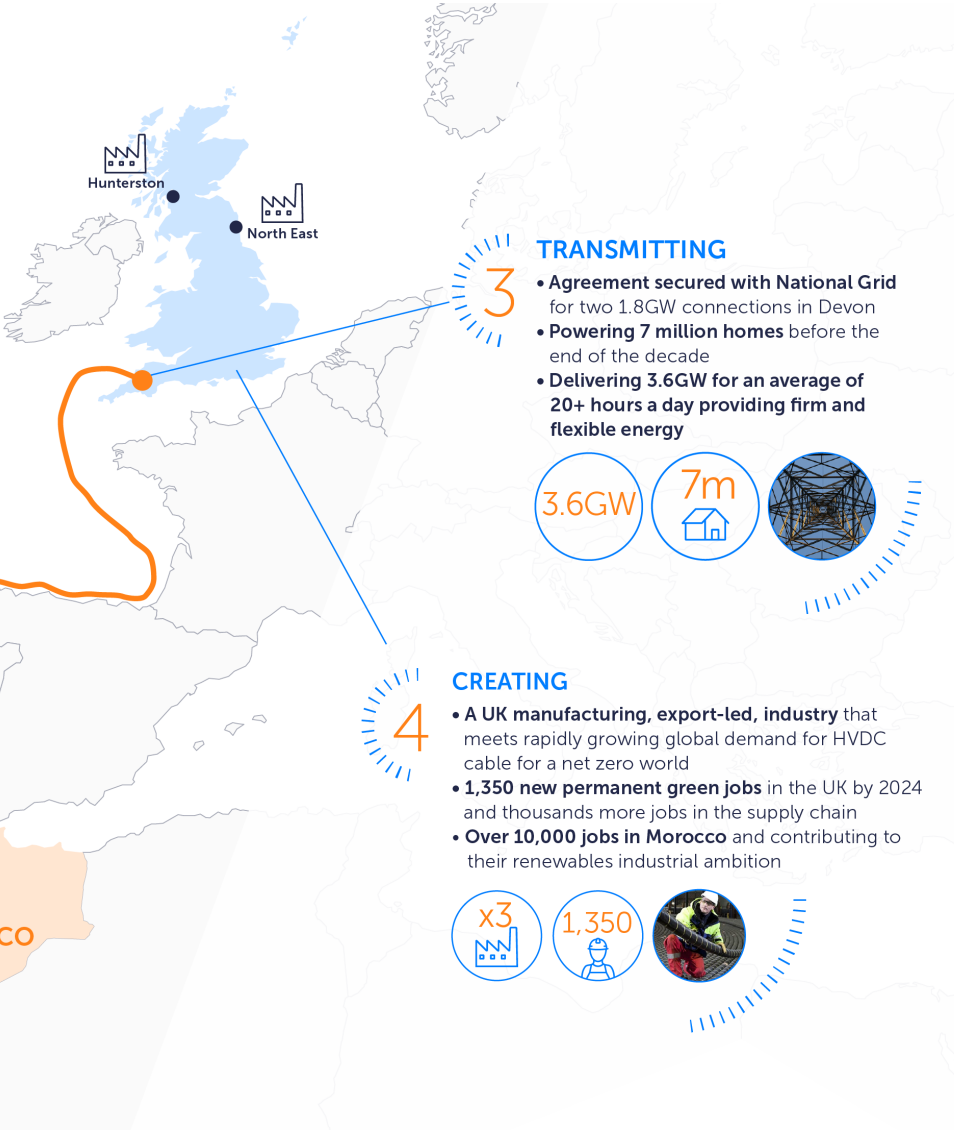 Hunterston
North East
3
TRANSMITTING
• Agreement secured with National Grid
for two 1.8GW connections in Devon
• Powering 7 million homes before the
end of the decade
• Delivering 3.6GW for an average of
20+ hours a day providing firm and
flexible energy
3.6GW
7m
4
CREATING
• A UK manufacturing, export-led, industry that
meets rapidly growing global demand for HVDC
cable for a net zero world
• 1,350 new permanent green jobs in the UK by 2024
and thousands more jobs in the supply chain
• Over 10,000 jobs in Morocco and contributing to
their renewables industrial ambition
x3
1,350
CO